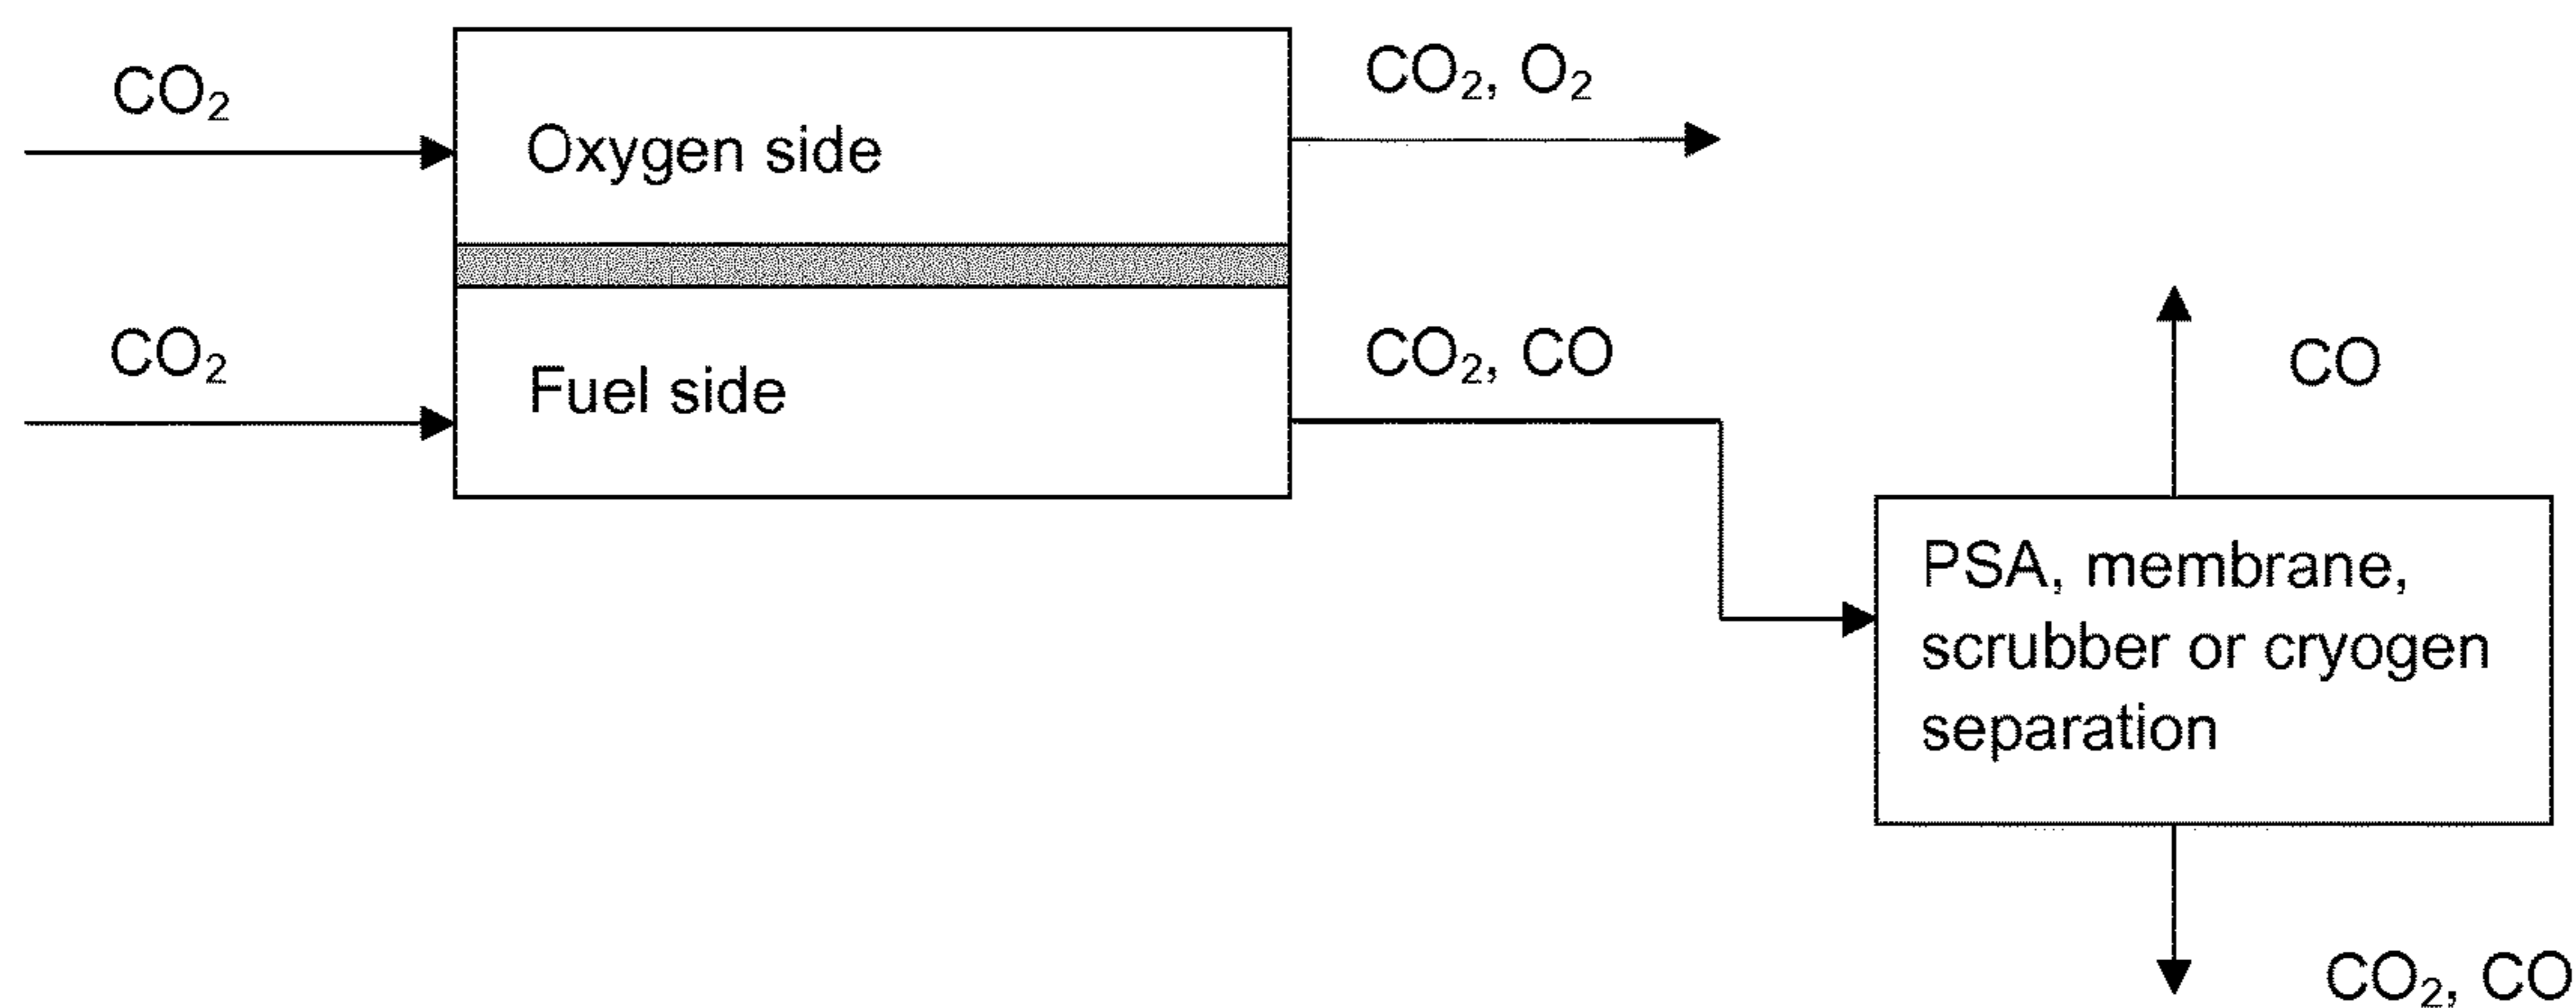 CO₂
CO₂, O₂
Oxygen side
CO₂
CO₂, CO
Fuel side
CO
PSA, membrane,
scrubber or cryogen
separation
CO₂, CO